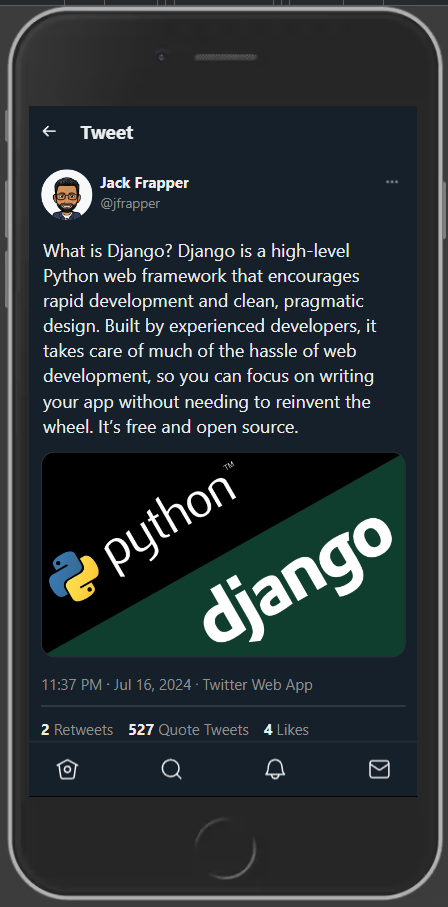 Tweet
Jack Frapper
@jfrapper
What is Django? Django is a high-level
Python web framework that encourages
rapid development and clean, pragmatic
design. Built by experienced developers, it
takes care of much of the hassle of web
development, so you can focus on writing
your app without needing to reinvent the
wheel. It’s free and open source.
python™
django
11:37 PM · Jul 16, 2024 · Twitter Web App
2 Retweets 527 Quote Tweets 4 Likes